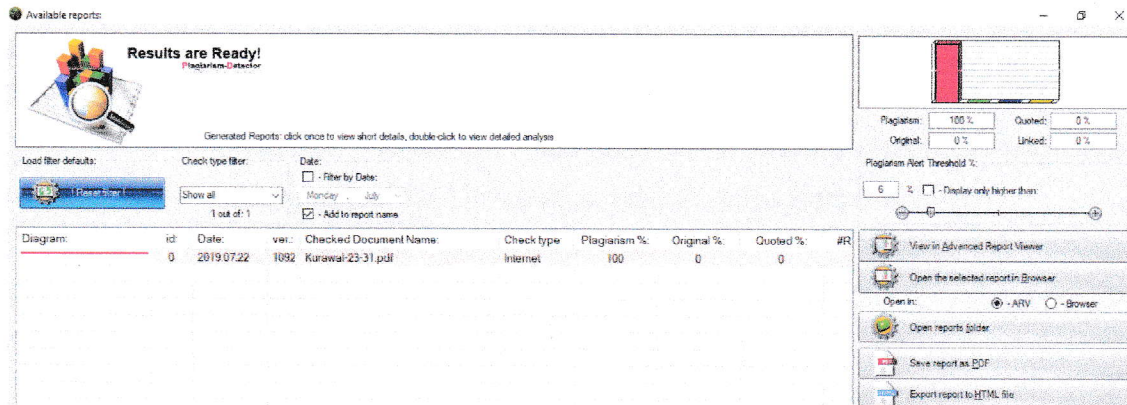 Available reports:
Results are Ready!
Plagiarism-Detector
Generated Reports: click once to view short details, double-click to view detailed analysis
Load filter defaults:
Check type filter:
Date:
- Filter by Date:
Show all
Monday , July
1 out of: 1
- Add to report name
Plagiarism: 100 % Quoted: 0 %
Original: 0 % Linked: 0 %
Plagiarism Alert Threshold %:
6 % - Display only higher than:
Diagram: id: Date: ver.: Checked Document Name: Check type Plagiarism %: Original %: Quoted %: #R
0 2019.07.22 1092 Kurawal-23-31.pdf Internet 100 0 0
View in Advanced Report Viewer
Open the selected report in Browser
Open in: - ARV - Browser
Open reports folder
Save report as PDF
Export report to HTML file